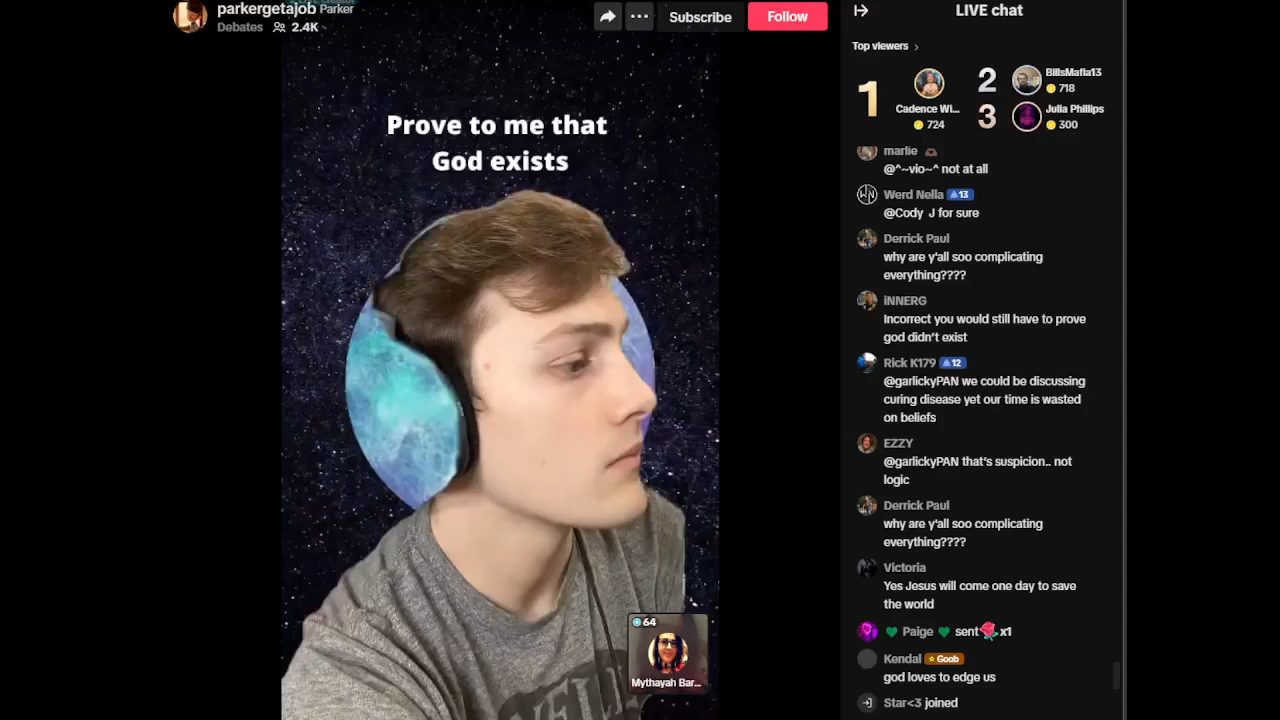 parkergetajob Parker
Debates 2.4K
Subscribe
Follow
Prove to me that
God exists
64
Mythayah Bar...
LIVE chat
Top viewers >
1
Cadence Wi...
724
2
BillsMafia13
718
3
Julia Phillips
300
marlie
@^~vio~^ not at all
Werd Nella 13
@Cody J for sure
Derrick Paul
why are y'all soo complicating
everything????
iNNERG
Incorrect you would still have to prove
god didn't exist
Rick K179 12
@garlickyPAN we could be discussing
curing disease yet our time is wasted
on beliefs
EZZY
@garlickyPAN that's suspicion.. not
logic
Derrick Paul
why are y'all soo complicating
everything????
Victoria
Yes Jesus will come one day to save
the world
💚 Paige 💚 sent🌹x1
Kendal Goob
god loves to edge us
Star<3 joined